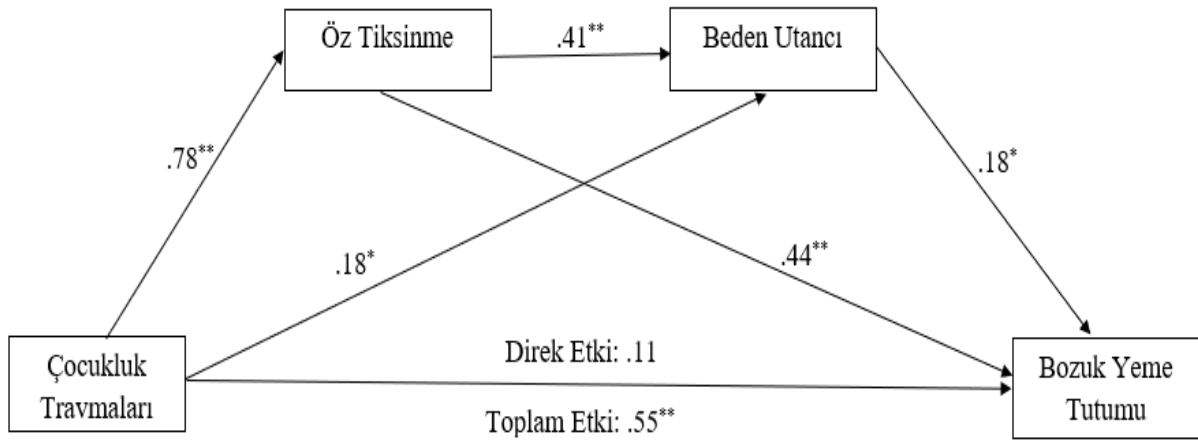 Öz Tiksinme
.41**
Beden Utancı
.78**
.18*
.18*
.44**
Çocukluk
Travmaları
Direk Etki: .11
Toplam Etki: .55**
Bozuk Yeme
Tutumu